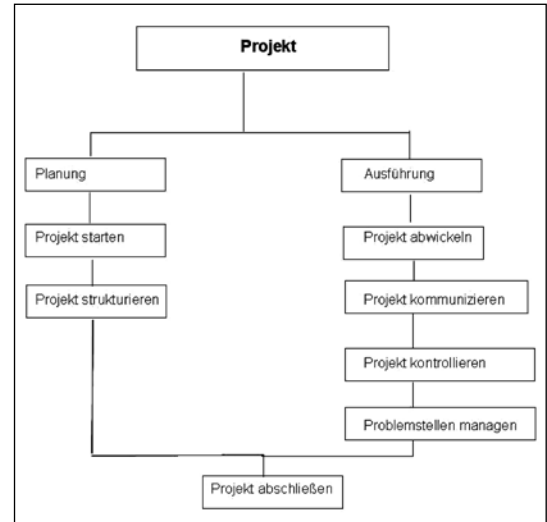 Projekt
Planung
Projekt starten
Projekt strukturieren
Ausführung
Projekt abwickeln
Projekt kommunizieren
Projekt kontrollieren
Problemstellen managen
Projekt abschließen